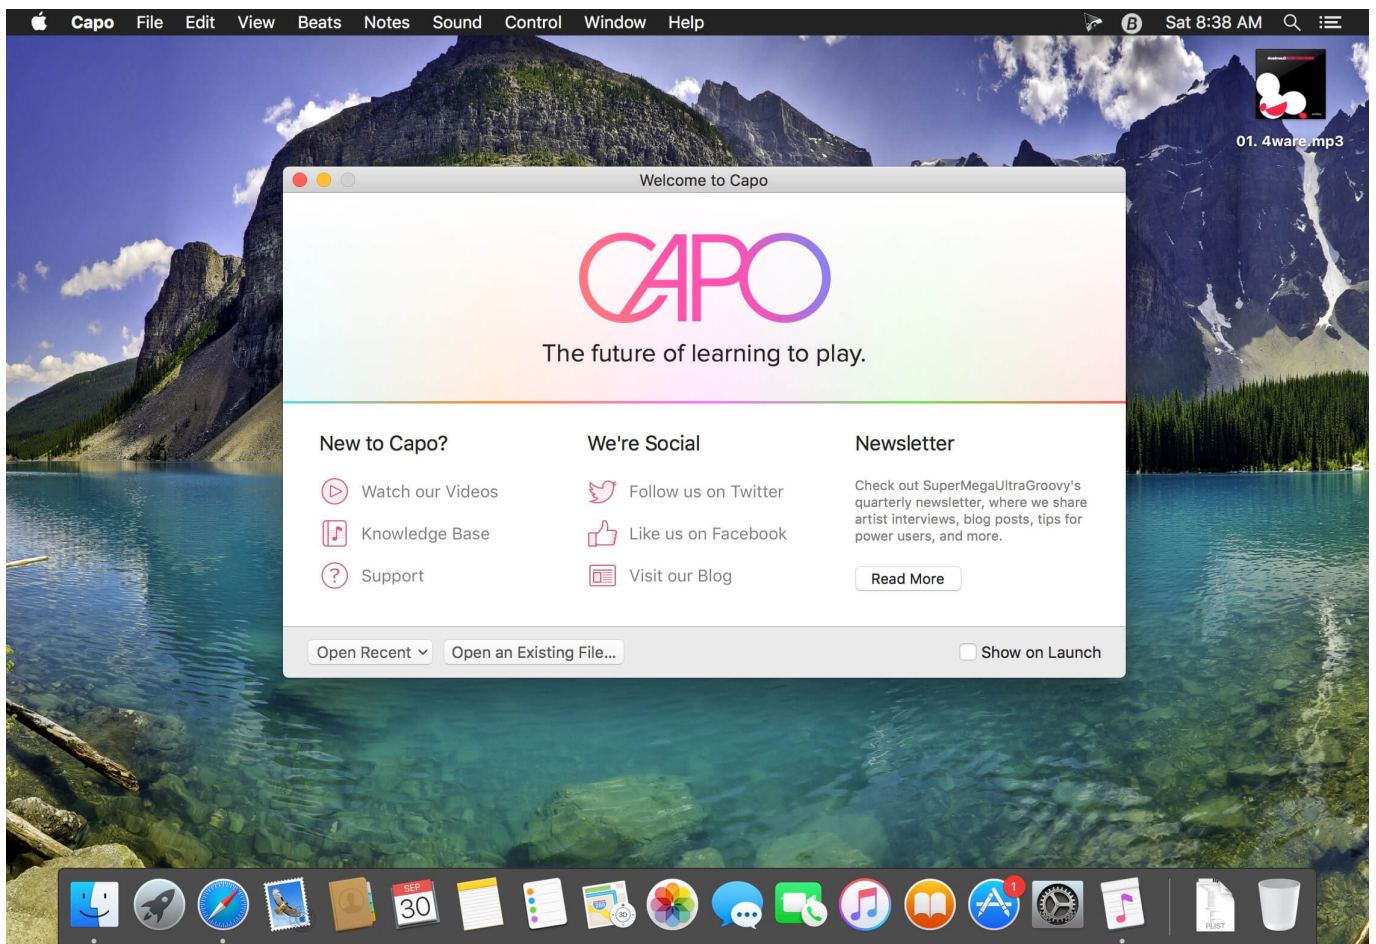 Capo File Edit View Beats Notes Sound Control Window Help
B Sat 8:38 AM
01. 4ware.mp3
Welcome to Capo
CAPO
The future of learning to play.
New to Capo?
Watch our Videos
Knowledge Base
Support
We're Social
Follow us on Twitter
Like us on Facebook
Visit our Blog
Newsletter
Check out SuperMegaUltraGroovy's
quarterly newsletter, where we share
artist interviews, blog posts, tips for
power users, and more.
Read More
Open Recent
Open an Existing File...
Show on Launch
SEP
30
3D
1
PLIST